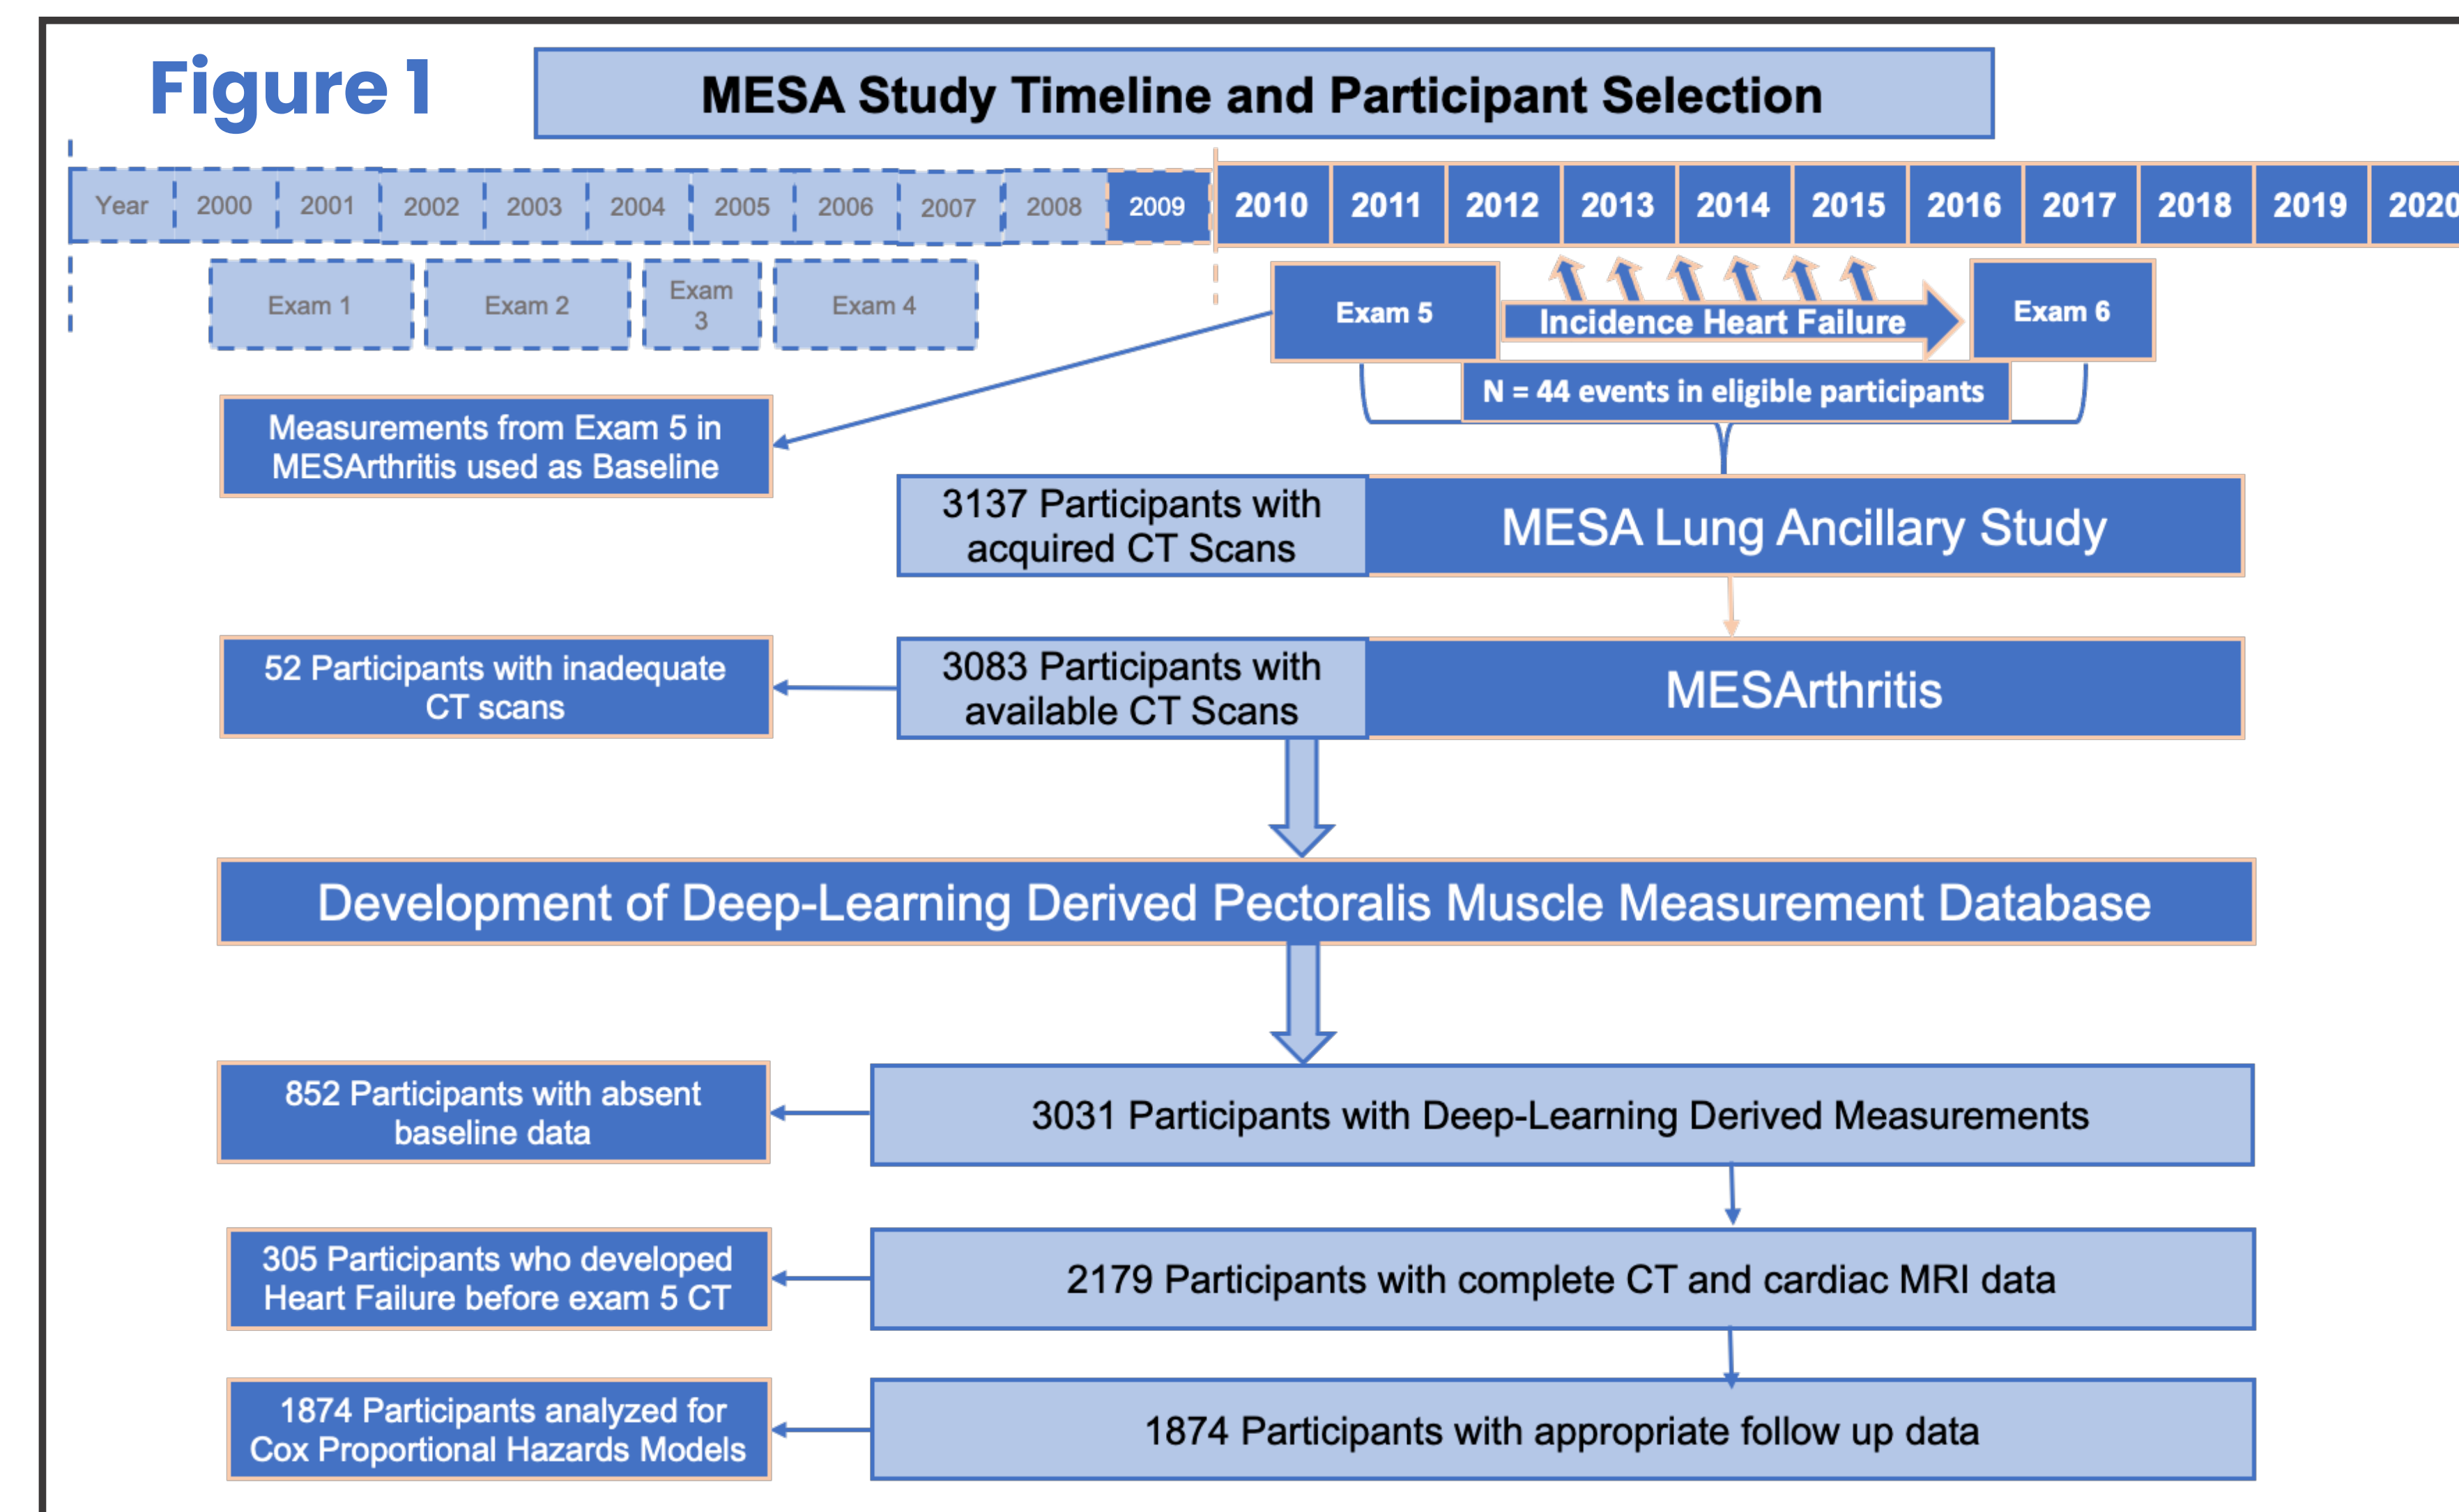 Figure 1
MESA Study Timeline and Participant Selection
Year 2000 2001 2002 2003 2004 2005 2006 2007 2008 2009 2010 2011 2012 2013 2014 2015 2016 2017 2018 2019 2020
Exam 1
Exam 2
Exam
3
Exam 4
Exam 5
Incidence Heart Failure
Exam 6
N = 44 events in eligible participants
Measurements from Exam 5 in
MESArthritis used as Baseline
3137 Participants with
acquired CT Scans
MESA Lung Ancillary Study
52 Participants with inadequate
CT scans
3083 Participants with
available CT Scans
MESArthritis
Development of Deep-Learning Derived Pectoralis Muscle Measurement Database
852 Participants with absent
baseline data
3031 Participants with Deep-Learning Derived Measurements
305 Participants who developed
Heart Failure before exam 5 CT
2179 Participants with complete CT and cardiac MRI data
1874 Participants analyzed for
Cox Proportional Hazards Models
1874 Participants with appropriate follow up data